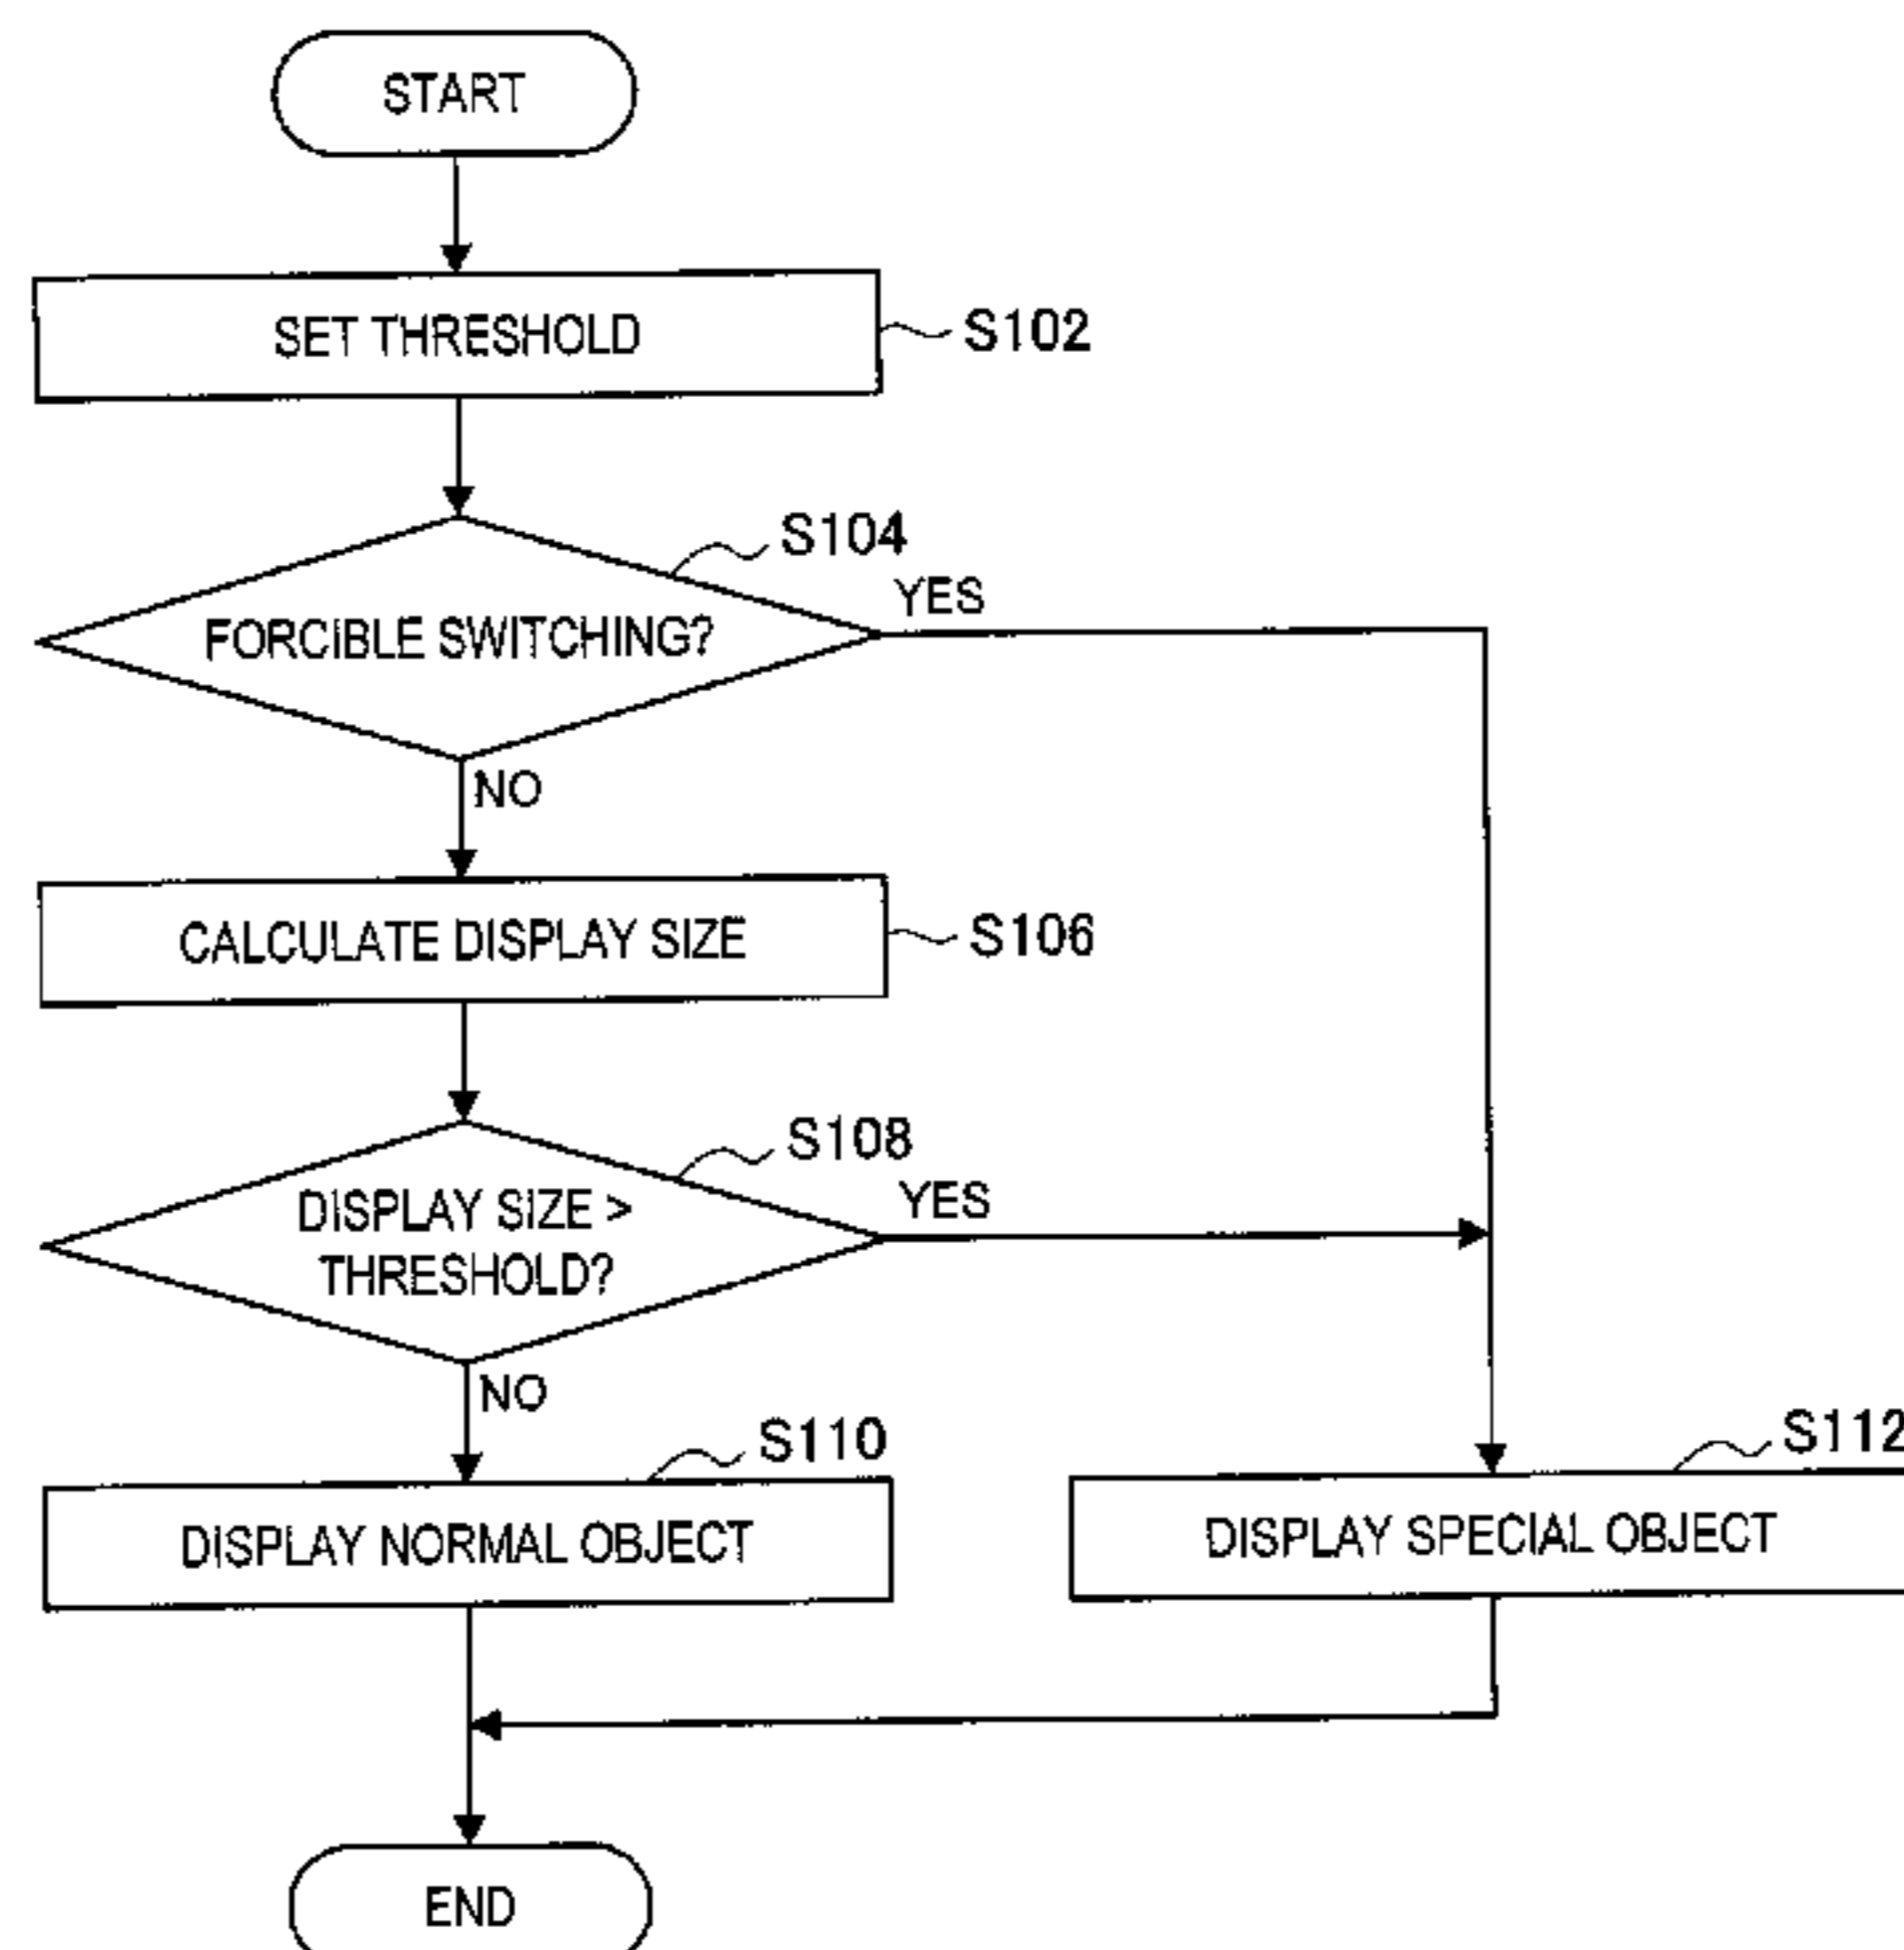 START
SET THRESHOLD
S102
S104
FORCIBLE SWITCHING?
YES
NO
CALCULATE DISPLAY SIZE
S106
S108
DISPLAY SIZE >
THRESHOLD?
YES
NO
S110
DISPLAY NORMAL OBJECT
S112
DISPLAY SPECIAL OBJECT
END